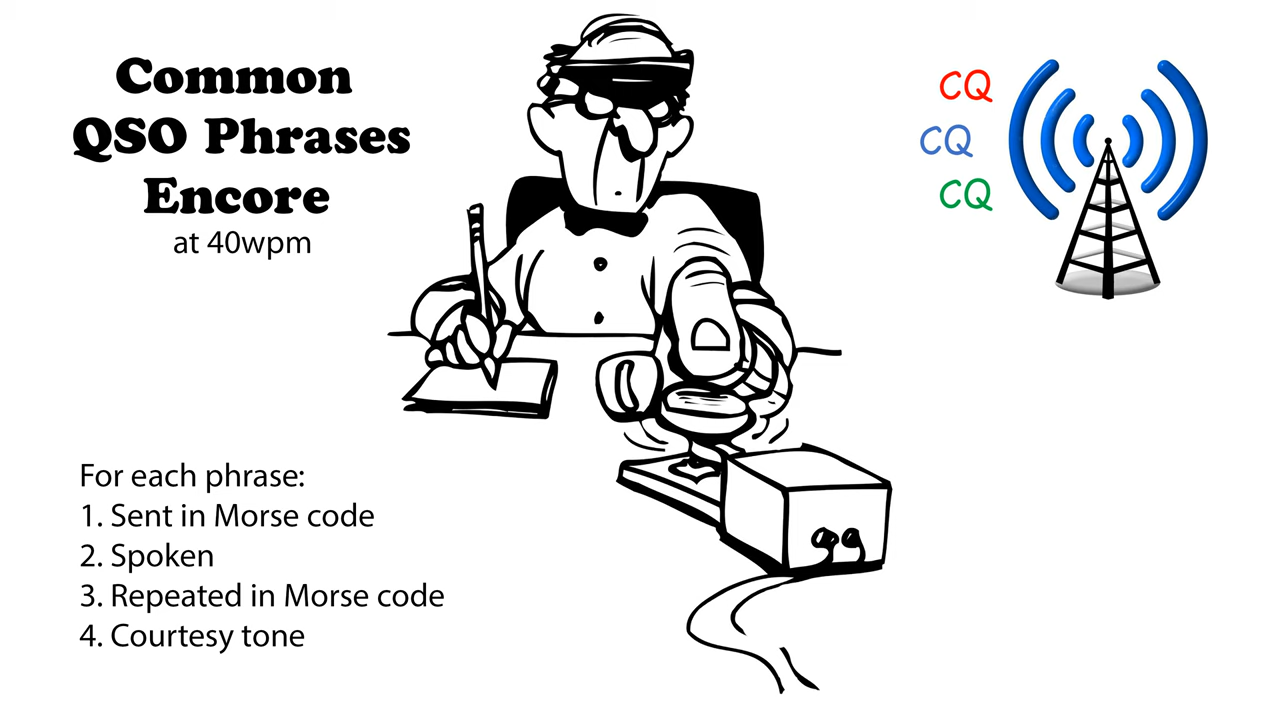 Common
QSO Phrases
Encore
at 40wpm
CQ
CQ
CQ
For each phrase:
1. Sent in Morse code
2. Spoken
3. Repeated in Morse code
4. Courtesy tone